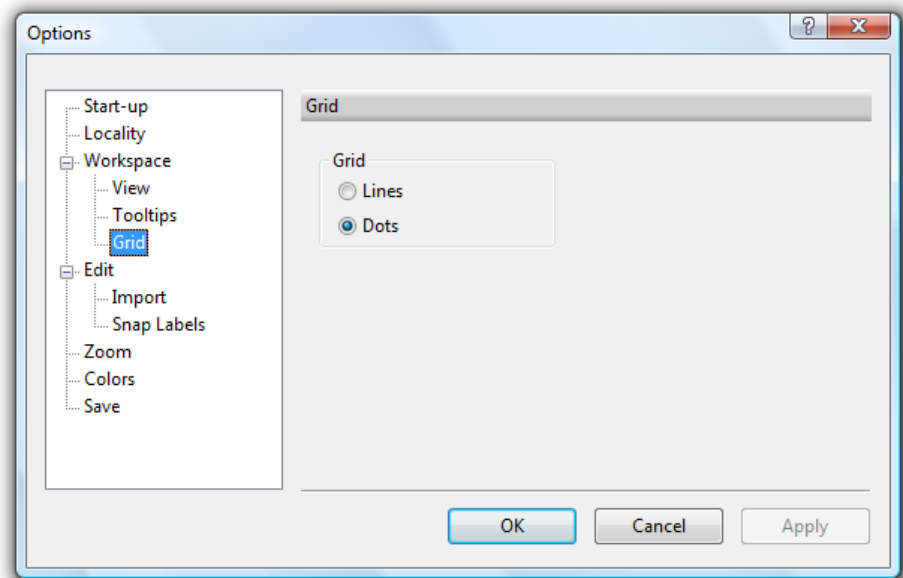 Options
Start-up
Locality
Workspace
View
Tooltips
Grid
Edit
Import
Snap Labels
Zoom
Colors
Save
Grid
Grid
Lines
Dots
OK Cancel Apply